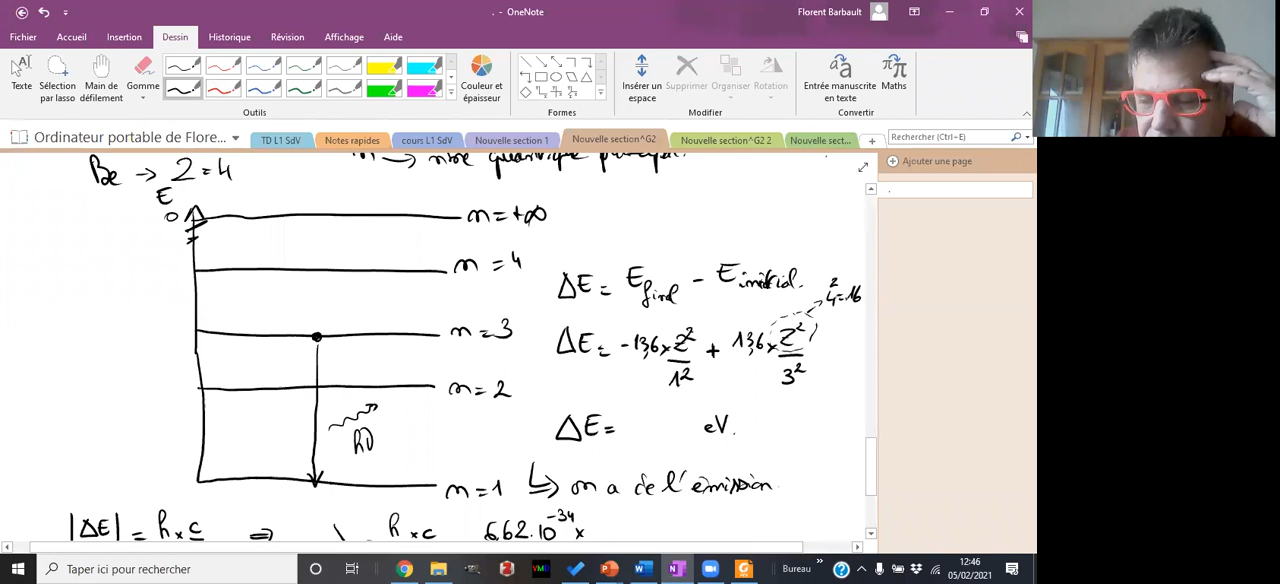 . - OneNote
Florent Barbault
Fichier Accueil Insertion Dessin Historique Révision Affichage Aide
Texte
Sélection par lasso
Main de défilement
Gomme
Couleur et épaisseur
Insérer un espace
Supprimer
Organiser
Rotation
Entrée manuscrite en texte
Maths
Outils
Formes
Modifier
Convertir
Ordinateur portable de Flore...
TD L1 SdV
Notes rapides
cours L1 SdV
Nouvelle section 1
Nouvelle section^G2
Nouvelle section^G2 2
Nouvelle sec...
Rechercher (Ctrl+E)
Ajouter une page
.
n → nbre quantique principal.
Be → Z = 4
E
0
n = +∞
n = 4
ΔE = E final - E initial.
4² = 16
n = 3
ΔE = -13,6 × Z²/1² + 13,6 × Z²/3²
n = 2
hν
ΔE = eV.
n = 1
↳ on a de l'émission.
|ΔE| = h × c ⇒ h × c 6,62.10^-34 ×
Taper ici pour rechercher
Bureau
12:46
05/02/2021